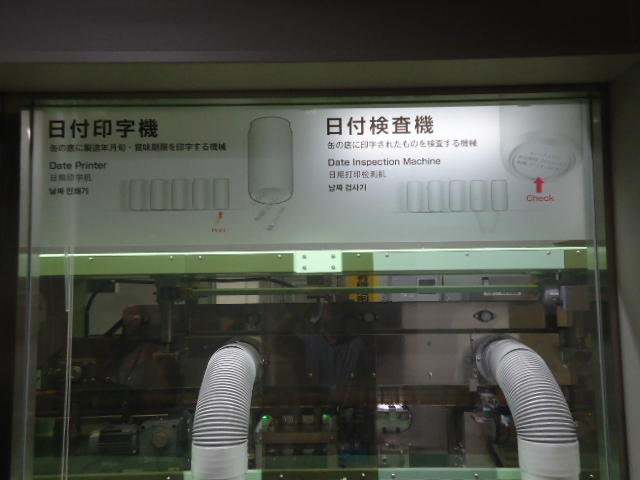 日付印字機
缶の底に製造年月旬・賞味期限を印字する機械
Date Printer
日期印字机
날짜 인쇄기
Print
日付検査機
缶の底に印字されたものを検査する機械
Date Inspection Machine
日期打印检测机
날짜 검사기
Check